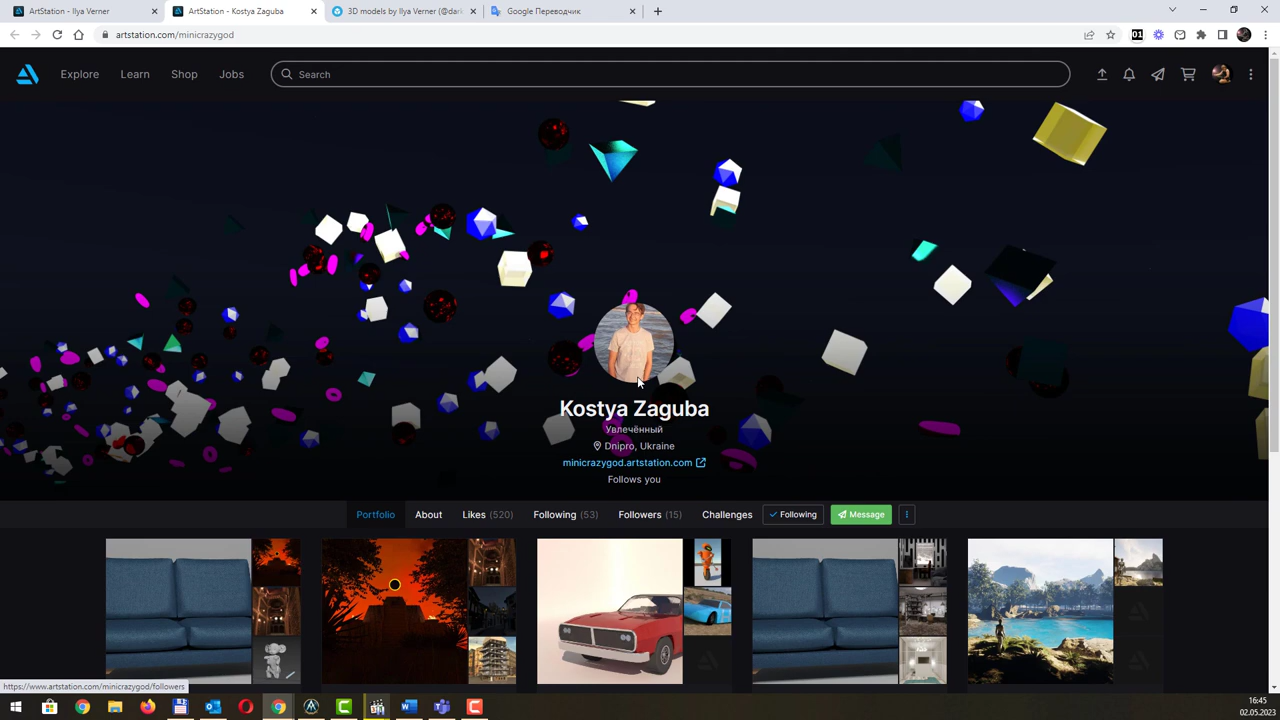 ArtStation - Ilya Verner
ArtStation - Kostya Zaguba
3D models by Ilya Verner (@dar
Google Переводчик
artstation.com/minicrazygod
01
Explore
Learn
Shop
Jobs
Search
Kostya Zaguba
Увлечённый
Dnipro, Ukraine
minicrazygod.artstation.com
Follows you
Portfolio
About
Likes (520)
Following (53)
Followers (15)
Challenges
Following
Message
https://www.artstation.com/minicrazygod/followers
16:45
02.05.2023